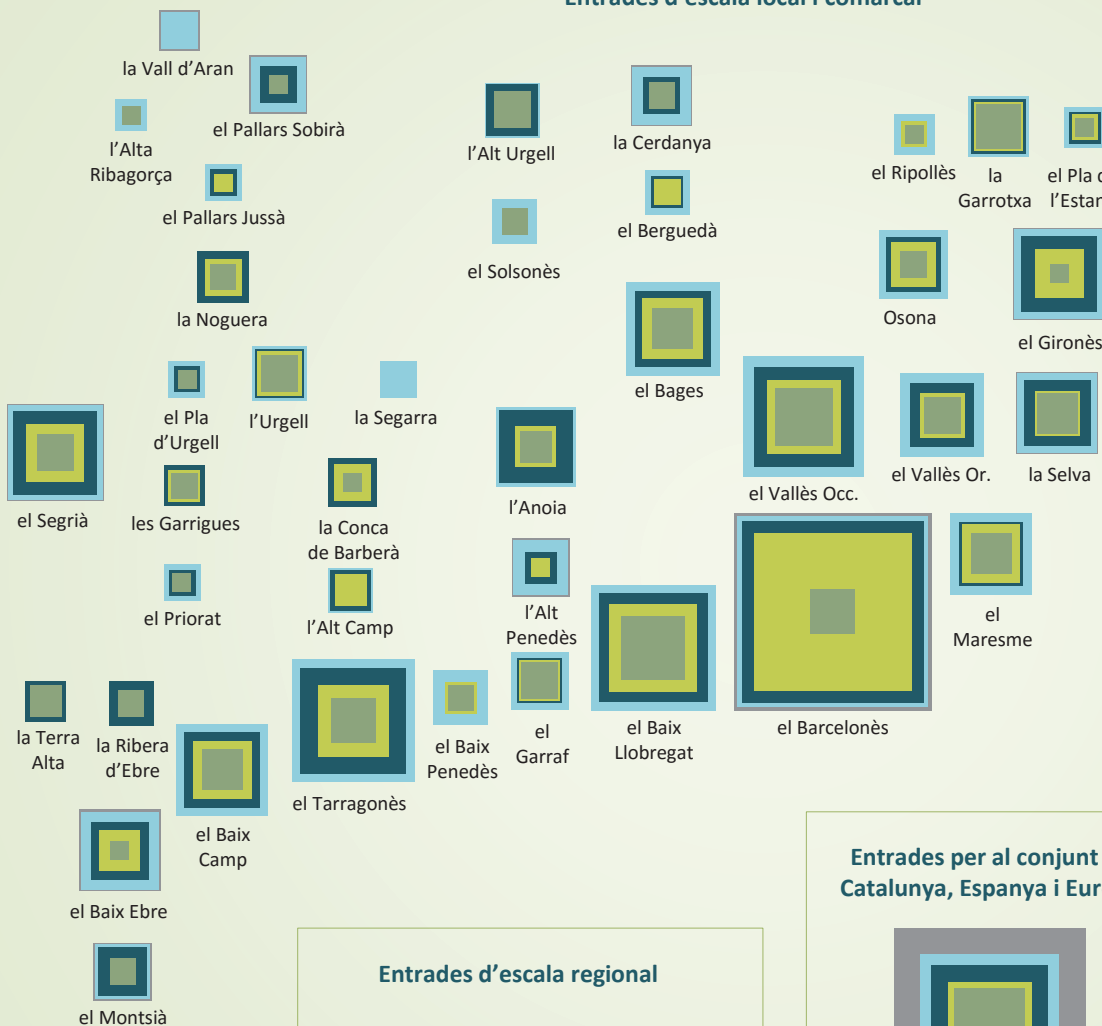 Entrades d'escala local i comarcal
la Vall d'Aran
el Pallars Sobirà
l'Alta
Ribagorça
el Pallars Jussà
l'Alt Urgell
la Cerdanya
el Ripollès
la
Garrotxa
el Pla d
l'Estan
el Solsonès
el Berguedà
la Noguera
Osona
el Gironès
el Bages
el Pla
d'Urgell
l'Urgell
la Segarra
el Vallès Occ.
el Vallès Or.
la Selva
el Segrià
les Garrigues
la Conca
de Barberà
l'Anoia
el Priorat
l'Alt Camp
l'Alt
Penedès
el
Maresme
la Terra
Alta
la Ribera
d'Ebre
el Baix
Camp
el Tarragonès
el Baix
Penedès
el
Garraf
el Baix
Llobregat
el Barcelonès
el Baix Ebre
el Montsià
Entrades d'escala regional
Entrades per al conjunt
Catalunya, Espanya i Eur